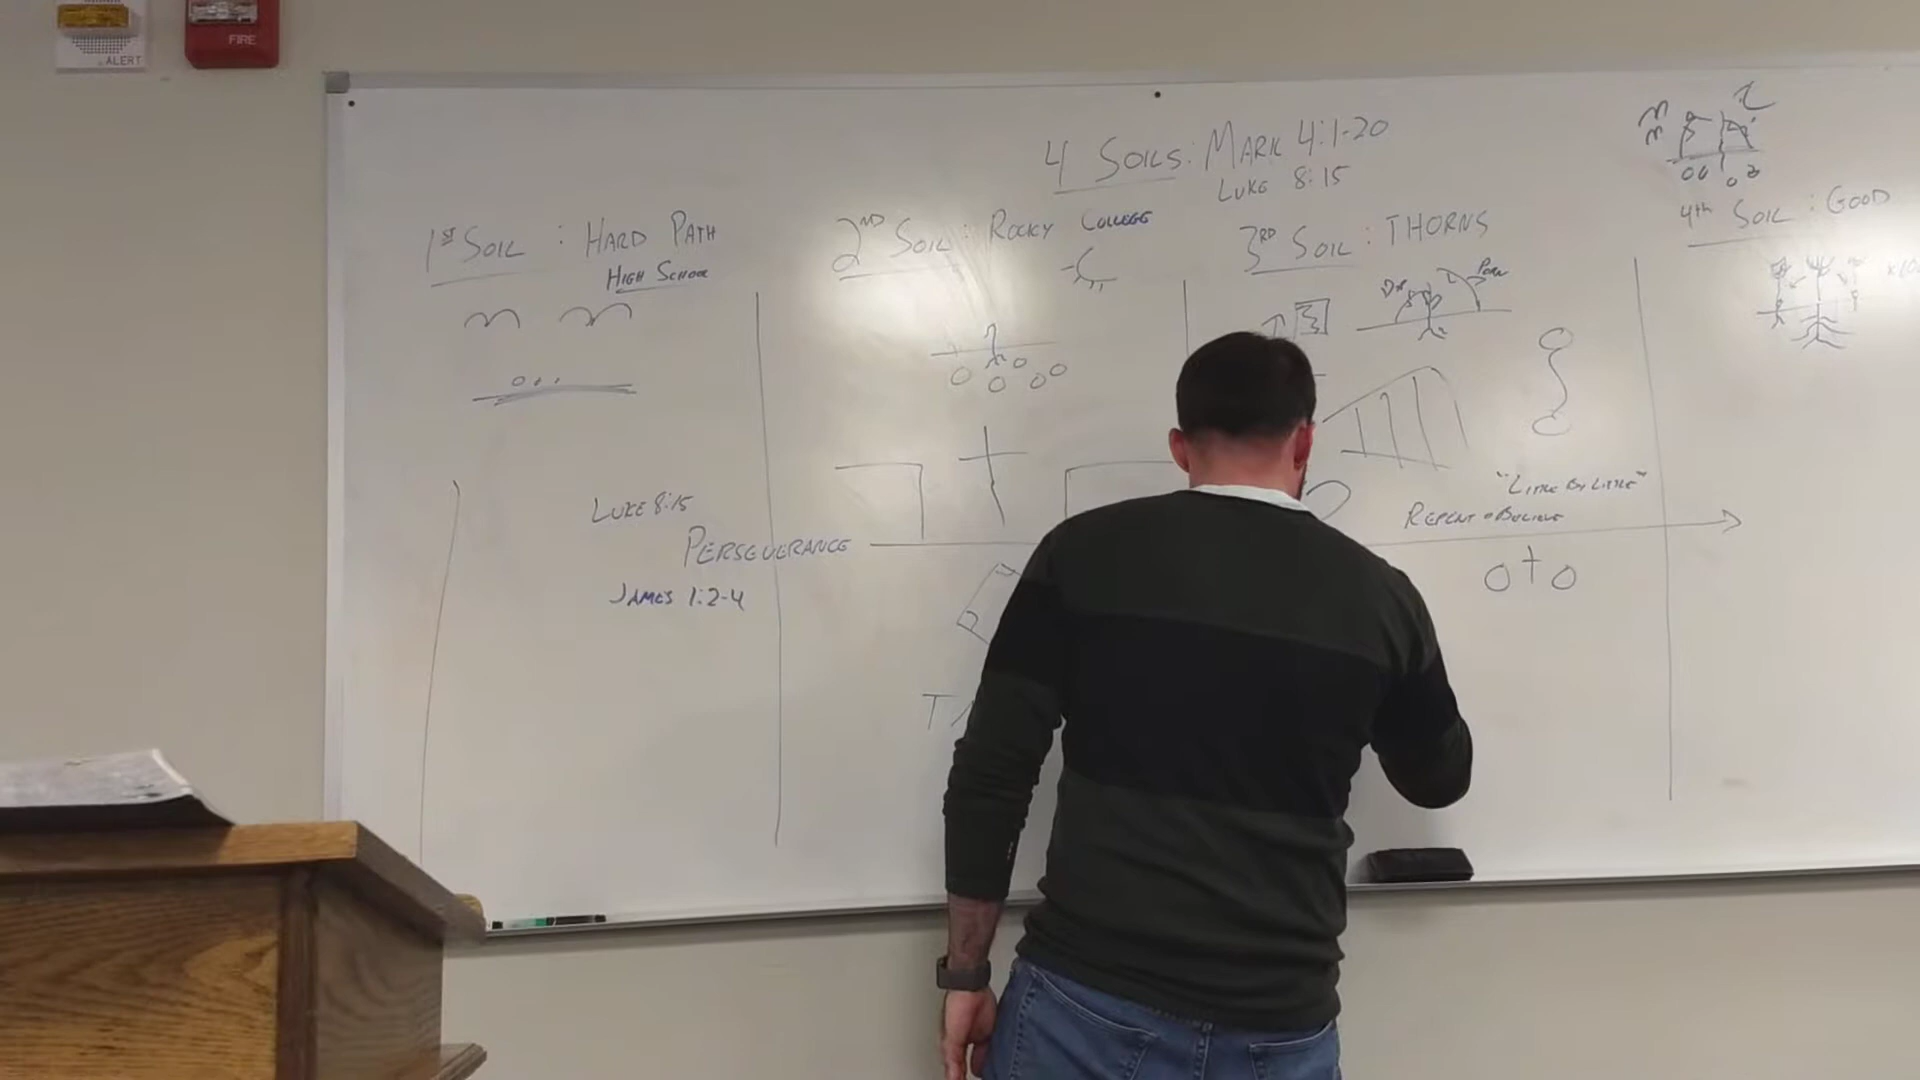 ALERT
FIRE
4 SOILS: MARK 4:1-20
LUKE 8:15
1ST SOIL : HARD PATH
HIGH SCHOOL
2ND SOIL : ROCKY COLLEGE
3RD SOIL : THORNS
4th SOIL : GOOD
LUKE 8:15
PERSEVERANCE
JAMES 1:2-4
"LITTLE BY LITTLE"
REPENT & BELIEVE